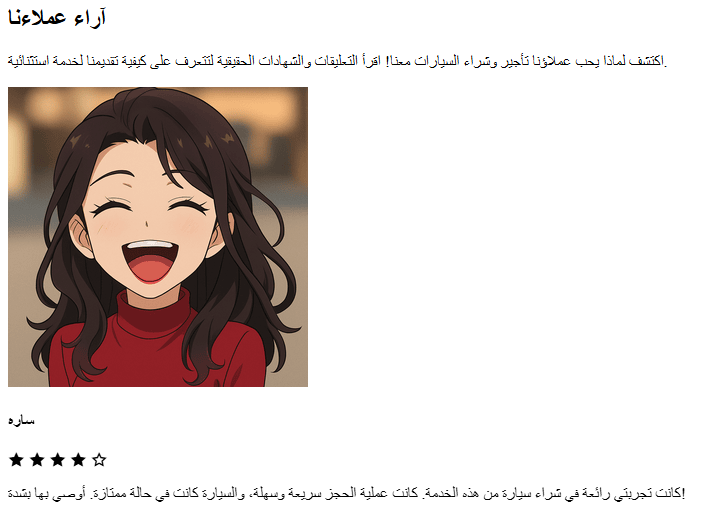 آراء عملاءنا
اكتشف لماذا يحب عملاؤنا تأجير وشراء السيارات معنا! اقرأ التعليقات والشهادات الحقيقية لتتعرف على كيفية تقديمنا لخدمة استثنائية.
ساره
★ ★ ★ ★ ☆
كانت تجربتي رائعة في شراء سيارة من هذه الخدمة. كانت عملية الحجز سريعة وسهلة، والسيارة كانت في حالة ممتازة. أوصي بها بشدة!